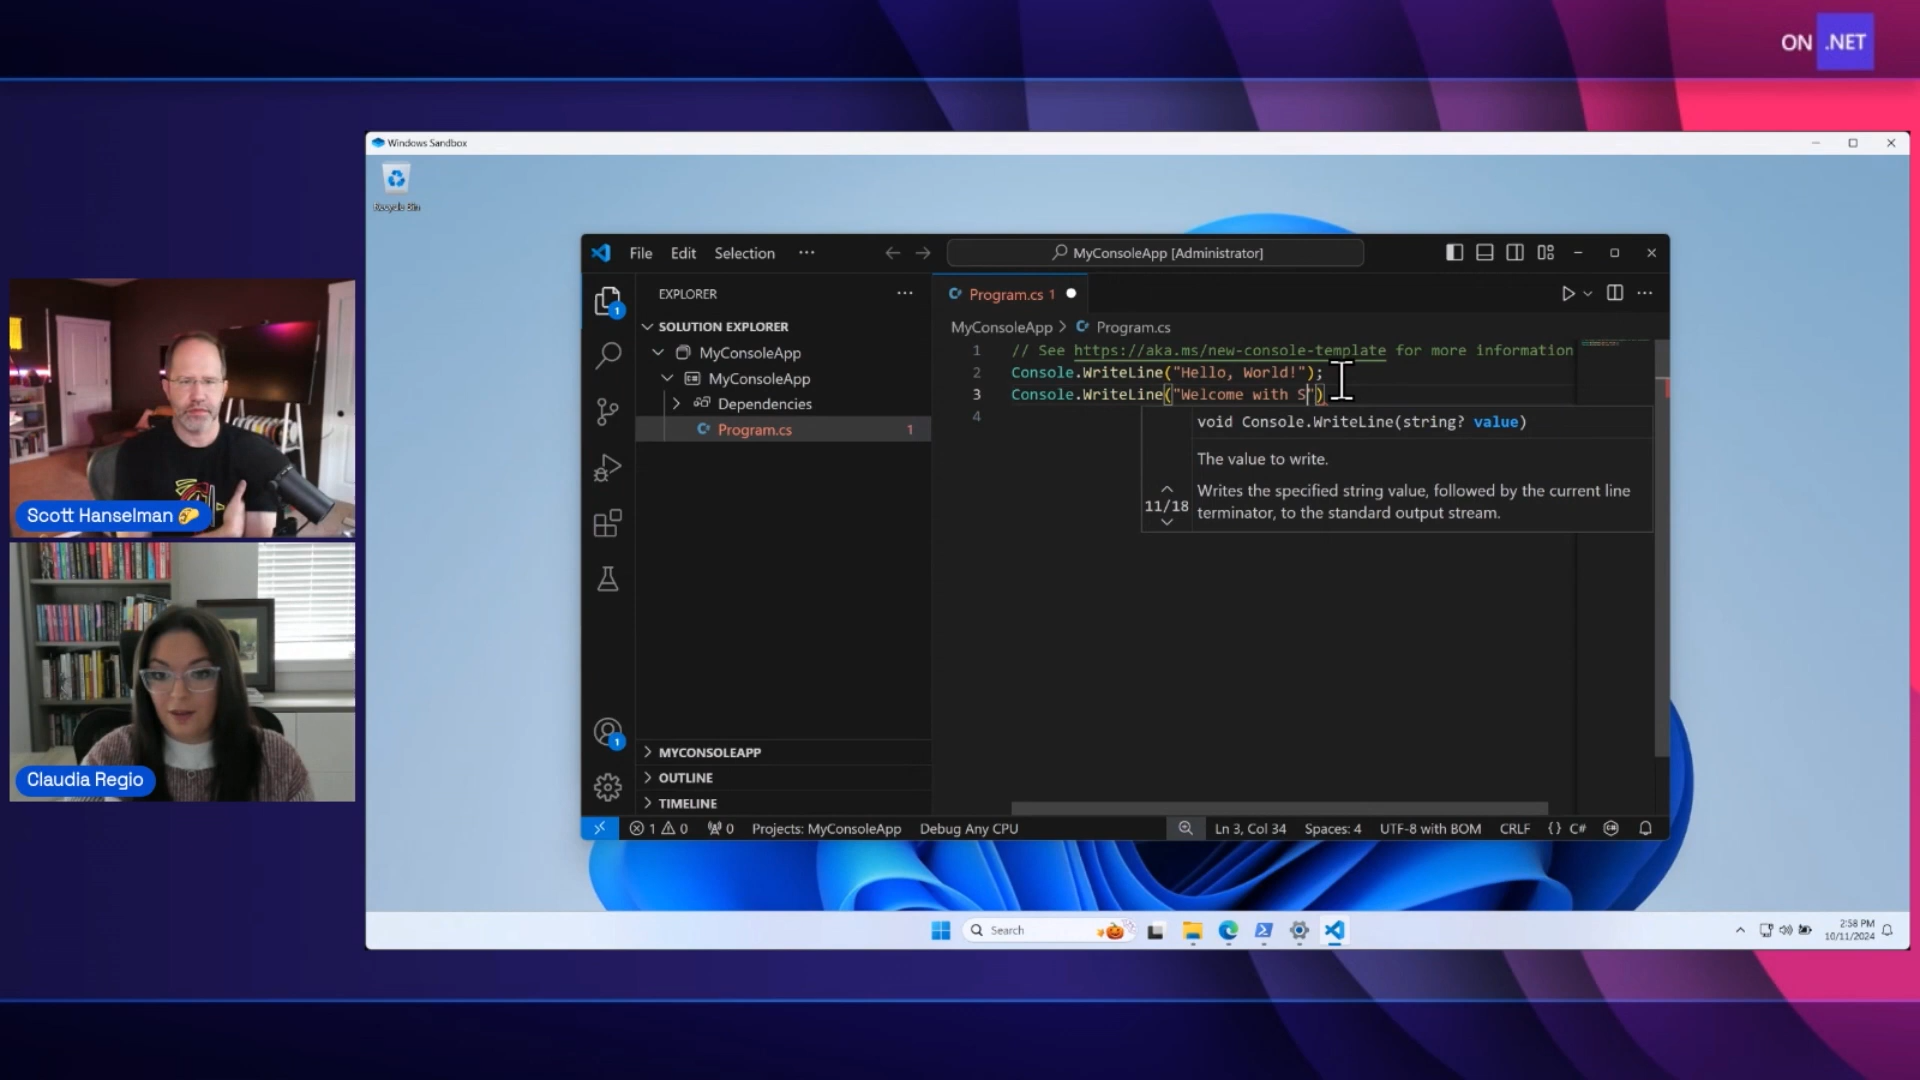 ON .NET
Windows Sandbox
Recycle Bin
File Edit Selection ··· MyConsoleApp [Administrator]
EXPLORER ···
Program.cs 1
SOLUTION EXPLORER
MyConsoleApp
MyConsoleApp
Dependencies
Program.cs 1
MyConsoleApp > Program.cs
1 // See https://aka.ms/new-console-template for more information
2 Console.WriteLine("Hello, World!");
3 Console.WriteLine("Welcome with S")
4
void Console.WriteLine(string? value)
The value to write.
11/18
Writes the specified string value, followed by the current line
terminator, to the standard output stream.
1
1
MYCONSOLEAPP
OUTLINE
TIMELINE
1 0 0 Projects: MyConsoleApp Debug Any CPU Ln 3, Col 34 Spaces: 4 UTF-8 with BOM CRLF {} C#
Scott Hanselman 🌮
Claudia Regio
Search
2:58 PM
10/11/2024